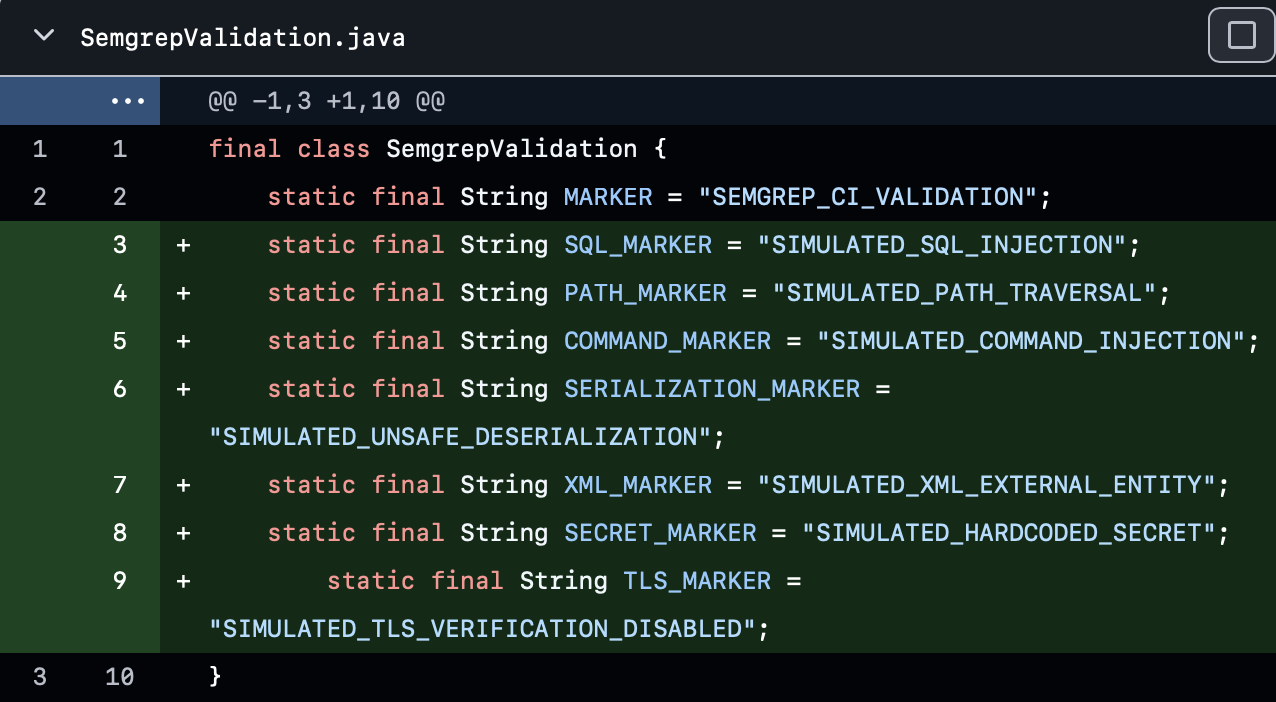 SemgrepValidation.java
... @@ -1,3 +1,10 @@
1 1 final class SemgrepValidation {
2 2 static final String MARKER = "SEMGREP_CI_VALIDATION";
3 + static final String SQL_MARKER = "SIMULATED_SQL_INJECTION";
4 + static final String PATH_MARKER = "SIMULATED_PATH_TRAVERSAL";
5 + static final String COMMAND_MARKER = "SIMULATED_COMMAND_INJECTION";
6 + static final String SERIALIZATION_MARKER =
"SIMULATED_UNSAFE_DESERIALIZATION";
7 + static final String XML_MARKER = "SIMULATED_XML_EXTERNAL_ENTITY";
8 + static final String SECRET_MARKER = "SIMULATED_HARDCODED_SECRET";
9 + static final String TLS_MARKER =
"SIMULATED_TLS_VERIFICATION_DISABLED";
3 10 }